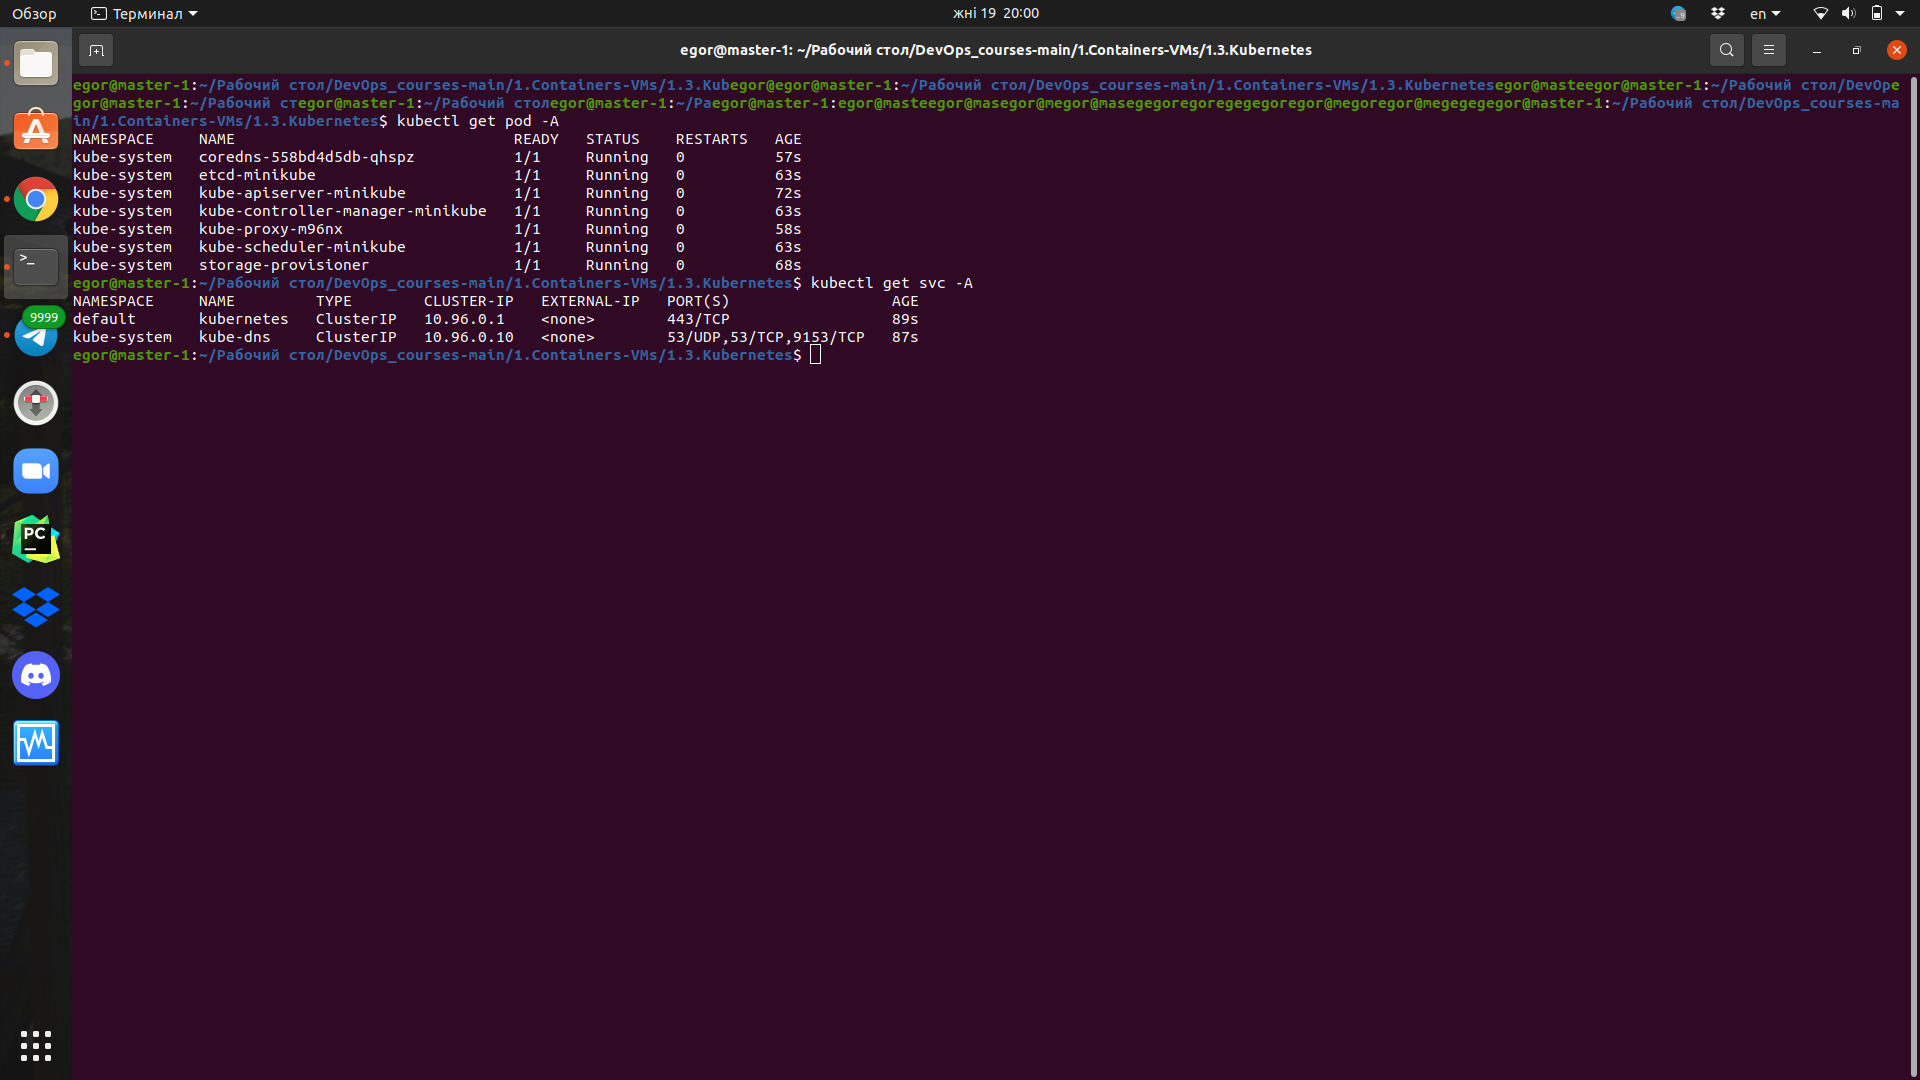 Обзор Терминал жні 19 20:00 en
egor@master-1: ~/Рабочий стол/DevOps_courses-main/1.Containers-VMs/1.3.Kubernetes
egor@master-1:~/Рабочий стол/DevOps_courses-main/1.Containers-VMs/1.3.Kubegor@egor@master-1:~/Рабочий стол/DevOps_courses-main/1.Containers-VMs/1.3.Kubernetesegor@masteegor@master-1:~/Рабочий стол/DevOpe
gor@master-1:~/Рабочий стegor@master-1:~/Рабочий столegor@master-1:~/Раegor@master-1:egor@masteegor@masegor@megor@masegegoregoregegegoregor@megoregor@megegegegor@master-1:~/Рабочий стол/DevOps_courses-ma
in/1.Containers-VMs/1.3.Kubernetes$ kubectl get pod -A
NAMESPACE NAME READY STATUS RESTARTS AGE
kube-system coredns-558bd4d5db-qhspz 1/1 Running 0 57s
kube-system etcd-minikube 1/1 Running 0 63s
kube-system kube-apiserver-minikube 1/1 Running 0 72s
kube-system kube-controller-manager-minikube 1/1 Running 0 63s
kube-system kube-proxy-m96nx 1/1 Running 0 58s
kube-system kube-scheduler-minikube 1/1 Running 0 63s
kube-system storage-provisioner 1/1 Running 0 68s
egor@master-1:~/Рабочий стол/DevOps_courses-main/1.Containers-VMs/1.3.Kubernetes$ kubectl get svc -A
NAMESPACE NAME TYPE CLUSTER-IP EXTERNAL-IP PORT(S) AGE
default kubernetes ClusterIP 10.96.0.1 <none> 443/TCP 89s
kube-system kube-dns ClusterIP 10.96.0.10 <none> 53/UDP,53/TCP,9153/TCP 87s
egor@master-1:~/Рабочий стол/DevOps_courses-main/1.Containers-VMs/1.3.Kubernetes$
>_
9999
PC